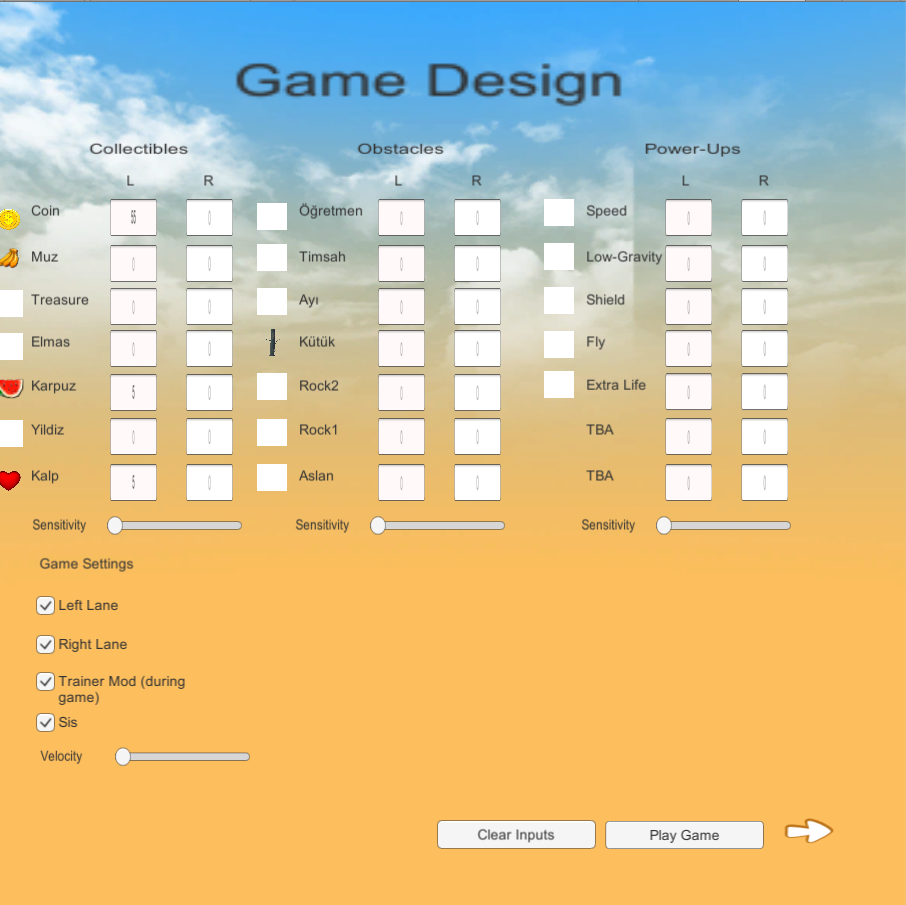 Game Design
Collectibles Obstacles Power-Ups
L R L R L R
Coin 55 0 Öğretmen 0 0 Speed 0 0
Muz 0 0 Timsah 0 0 Low-Gravity 0 0
Treasure 0 0 Ayı 0 0 Shield 0 0
Elmas 0 0 Kütük 0 0 Fly 0 0
Karpuz 5 0 Rock2 0 0 Extra Life 0 0
Yildiz 0 0 Rock1 0 0 TBA 0 0
Kalp 5 0 Aslan 0 0 TBA 0 0
Sensitivity Sensitivity Sensitivity
Game Settings
Left Lane
Right Lane
Trainer Mod (during
game)
Sis
Velocity
Clear Inputs Play Game